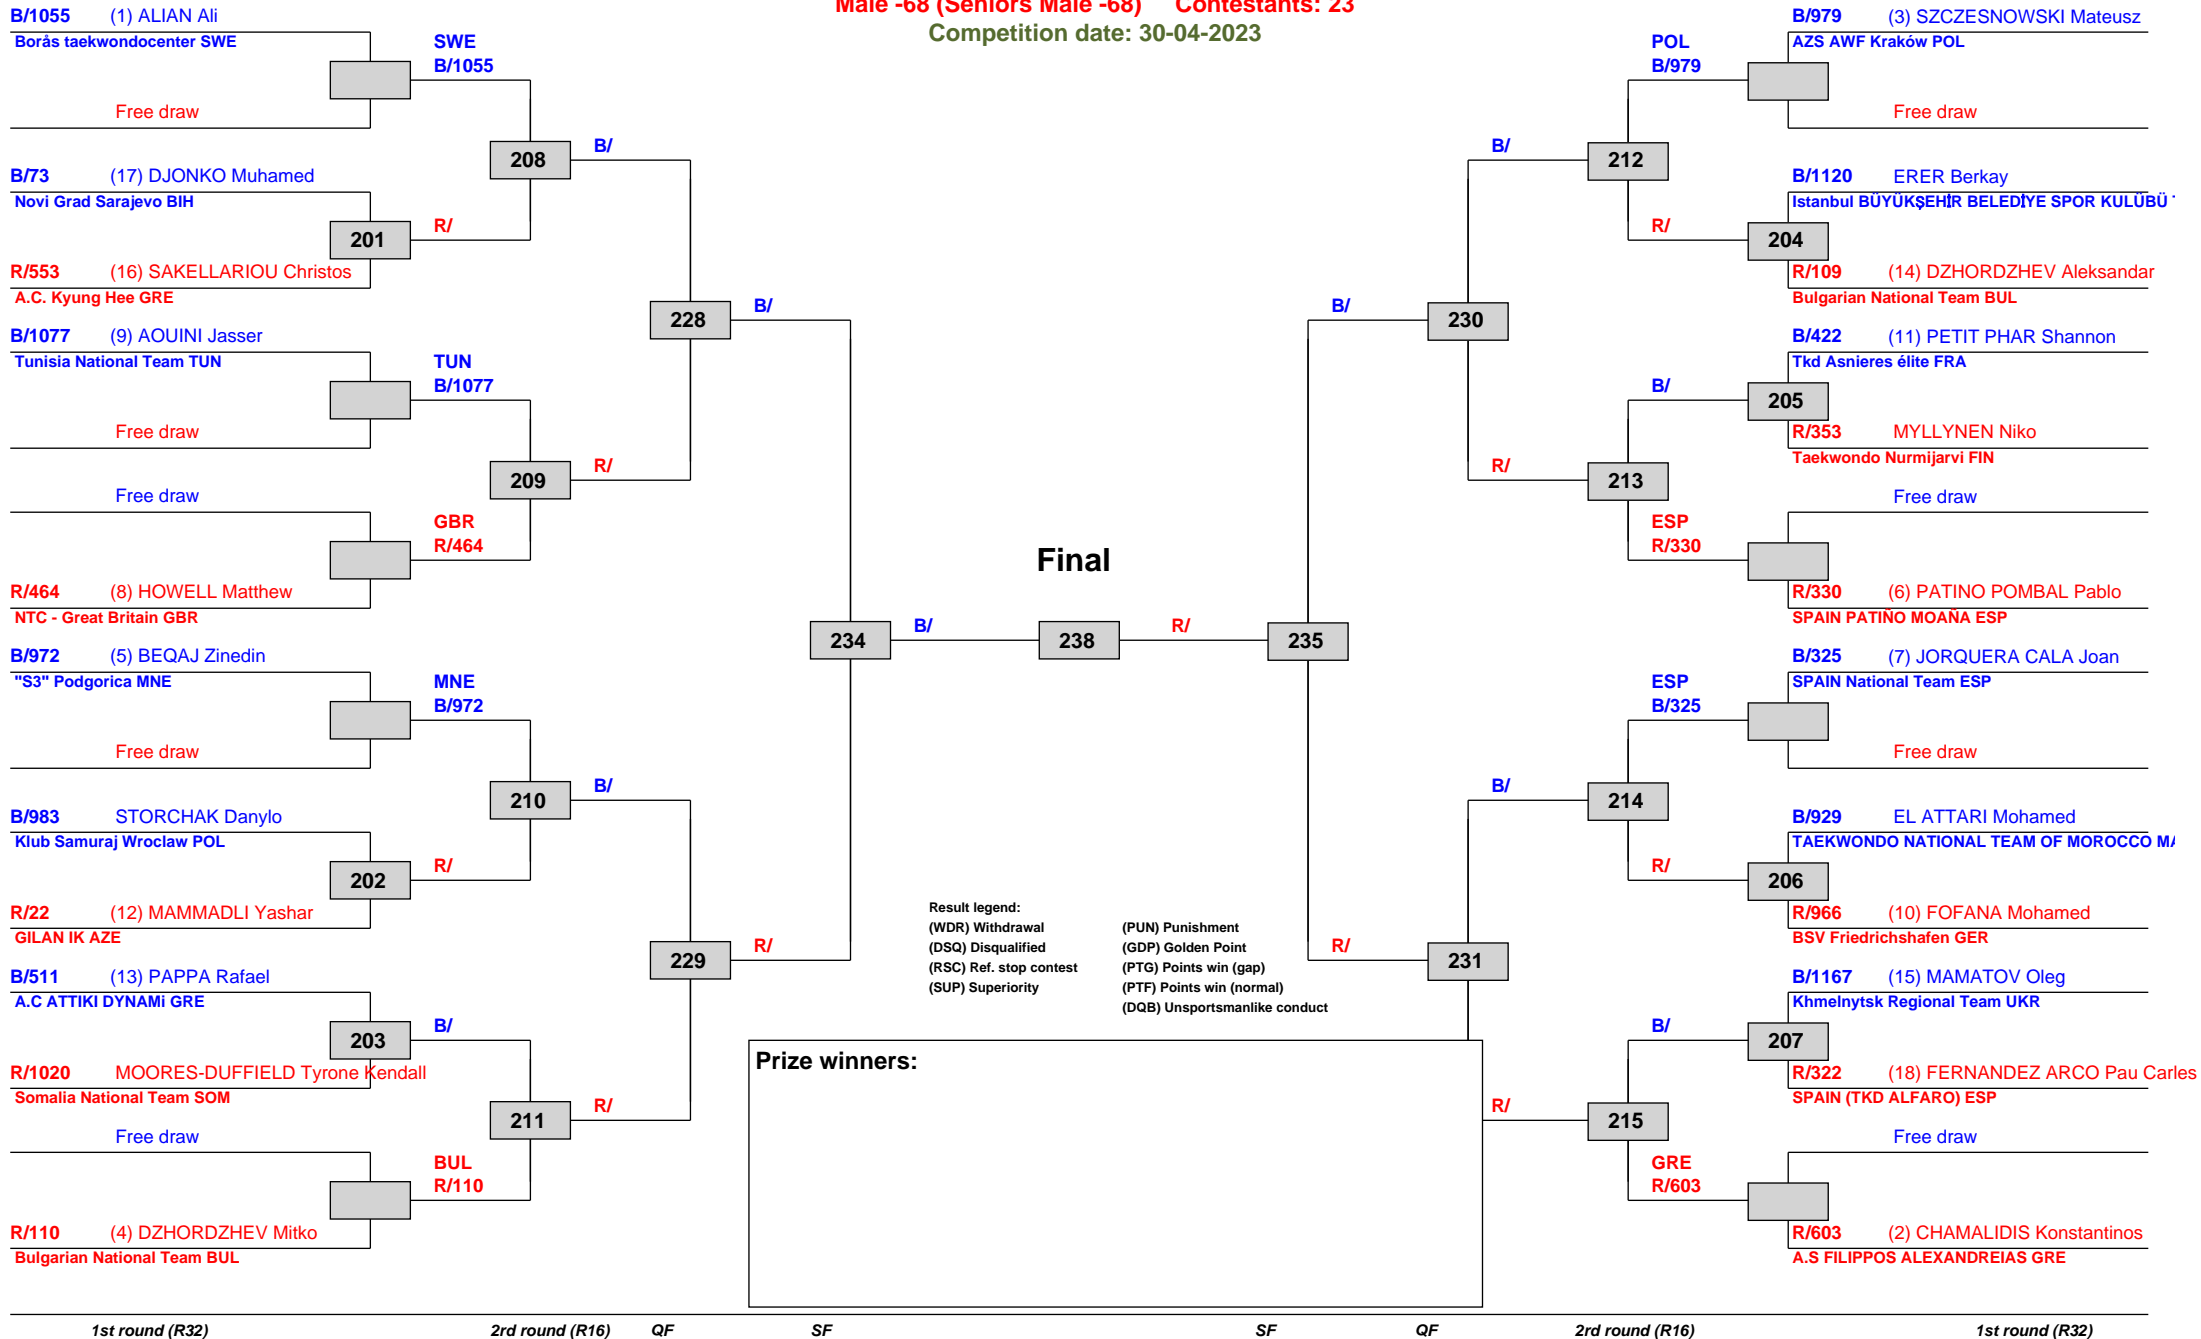 Male -68 (Seniors Male -68) Contestants: 23
Competition date: 30-04-2023
B/1055 (1) ALIAN Ali
Borås taekwondocenter SWE
SWE
B/1055
Free draw
208
B/
B/73 (17) DJONKO Muhamed
Novi Grad Sarajevo BIH
201
R/
R/553 (16) SAKELLARIOU Christos
A.C. Kyung Hee GRE
228
B/
B/1077 (9) AOUINI Jasser
Tunisia National Team TUN
TUN
B/1077
Free draw
209
R/
Free draw
GBR
R/464
R/464 (8) HOWELL Matthew
NTC - Great Britain GBR
234
B/
B/972 (5) BEQAJ Zinedin
"S3" Podgorica MNE
MNE
B/972
Free draw
210
B/
B/983 STORCHAK Danylo
Klub Samuraj Wroclaw POL
202
R/
R/22 (12) MAMMADLI Yashar
GILAN IK AZE
229
R/
B/511 (13) PAPPA Rafael
A.C ATTIKI DYNAMi GRE
203
B/
R/1020 MOORES-DUFFIELD Tyrone Kendall
Somalia National Team SOM
211
R/
Free draw
BUL
R/110
R/110 (4) DZHORDZHEV Mitko
Bulgarian National Team BUL
Final
238
R/
235
B/979 (3) SZCZESNOWSKI Mateusz
AZS AWF Kraków POL
POL
B/979
Free draw
B/
212
B/1120 ERER Berkay
Istanbul BÜYÜKŞEHİR BELEDİYE SPOR KULÜBÜ
R/
204
R/109 (14) DZHORDZHEV Aleksandar
Bulgarian National Team BUL
B/
230
B/422 (11) PETIT PHAR Shannon
Tkd Asnieres élite FRA
B/
205
R/353 MYLLYNEN Niko
Taekwondo Nurmijarvi FIN
R/
213
Free draw
ESP
R/330
R/330 (6) PATINO POMBAL Pablo
SPAIN PATIÑO MOAÑA ESP
B/325 (7) JORQUERA CALA Joan
SPAIN National Team ESP
ESP
B/325
Free draw
B/
214
B/929 EL ATTARI Mohamed
TAEKWONDO NATIONAL TEAM OF MOROCCO
R/
206
R/966 (10) FOFANA Mohamed
BSV Friedrichshafen GER
R/
231
B/1167 (15) MAMATOV Oleg
Khmelnytsk Regional Team UKR
B/
207
R/322 (18) FERNANDEZ ARCO Pau Carles
SPAIN (TKD ALFARO) ESP
R/
215
Free draw
GRE
R/603
R/603 (2) CHAMALIDIS Konstantinos
A.S FILIPPOS ALEXANDREIAS GRE
Result legend:
(WDR) Withdrawal (PUN) Punishment
(DSQ) Disqualified (GDP) Golden Point
(RSC) Ref. stop contest (PTG) Points win (gap)
(SUP) Superiority (PTF) Points win (normal)
(DQB) Unsportsmanlike conduct
Prize winners:
1st round (R32) 2rd round (R16) QF SF SF QF 2rd round (R16) 1st round (R32)